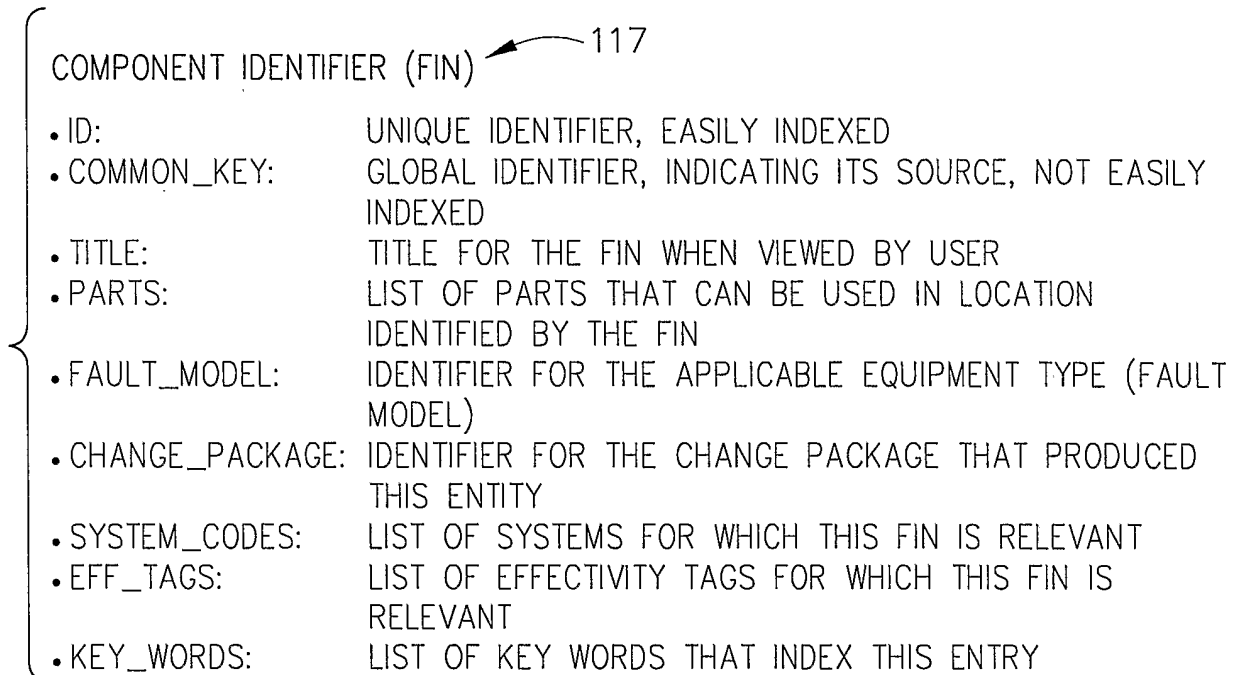 117
COMPONENT IDENTIFIER (FIN)
• ID: UNIQUE IDENTIFIER, EASILY INDEXED
• COMMON_KEY: GLOBAL IDENTIFIER, INDICATING ITS SOURCE, NOT EASILY
INDEXED
• TITLE: TITLE FOR THE FIN WHEN VIEWED BY USER
• PARTS: LIST OF PARTS THAT CAN BE USED IN LOCATION
IDENTIFIED BY THE FIN
• FAULT_MODEL: IDENTIFIER FOR THE APPLICABLE EQUIPMENT TYPE (FAULT
MODEL)
• CHANGE_PACKAGE: IDENTIFIER FOR THE CHANGE PACKAGE THAT PRODUCED
THIS ENTITY
• SYSTEM_CODES: LIST OF SYSTEMS FOR WHICH THIS FIN IS RELEVANT
• EFF_TAGS: LIST OF EFFECTIVITY TAGS FOR WHICH THIS FIN IS
RELEVANT
• KEY_WORDS: LIST OF KEY WORDS THAT INDEX THIS ENTRY